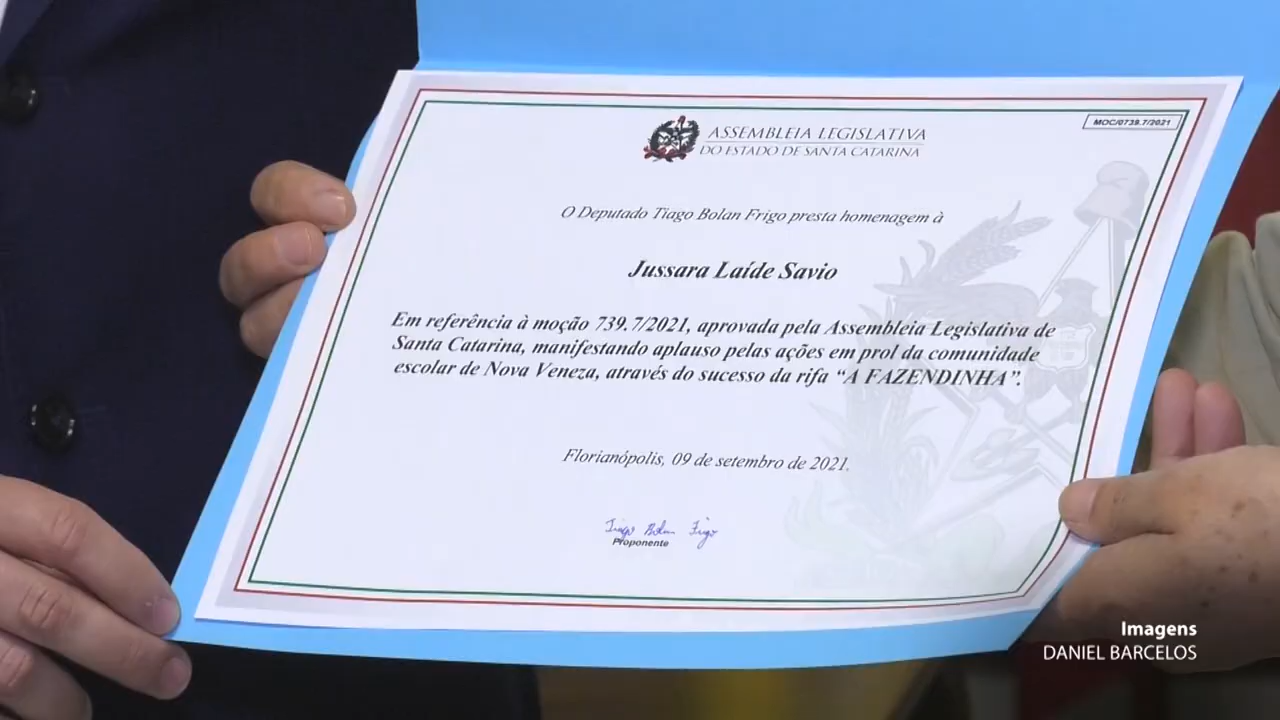 MOC/0739.7/2021
ASSEMBLEIA LEGISLATIVA
DO ESTADO DE SANTA CATARINA
O Deputado Tiago Bolan Frigo presta homenagem à
Jussara Laíde Savio
Em referência à moção 739.7/2021, aprovada pela Assembleia Legislativa de
Santa Catarina, manifestando aplauso pelas ações em prol da comunidade
escolar de Nova Veneza, através do sucesso da rifa “A FAZENDINHA”.
Florianópolis, 09 de setembro de 2021.
Tiago Bolan Frigo
Proponente
Imagens
DANIEL BARCELOS